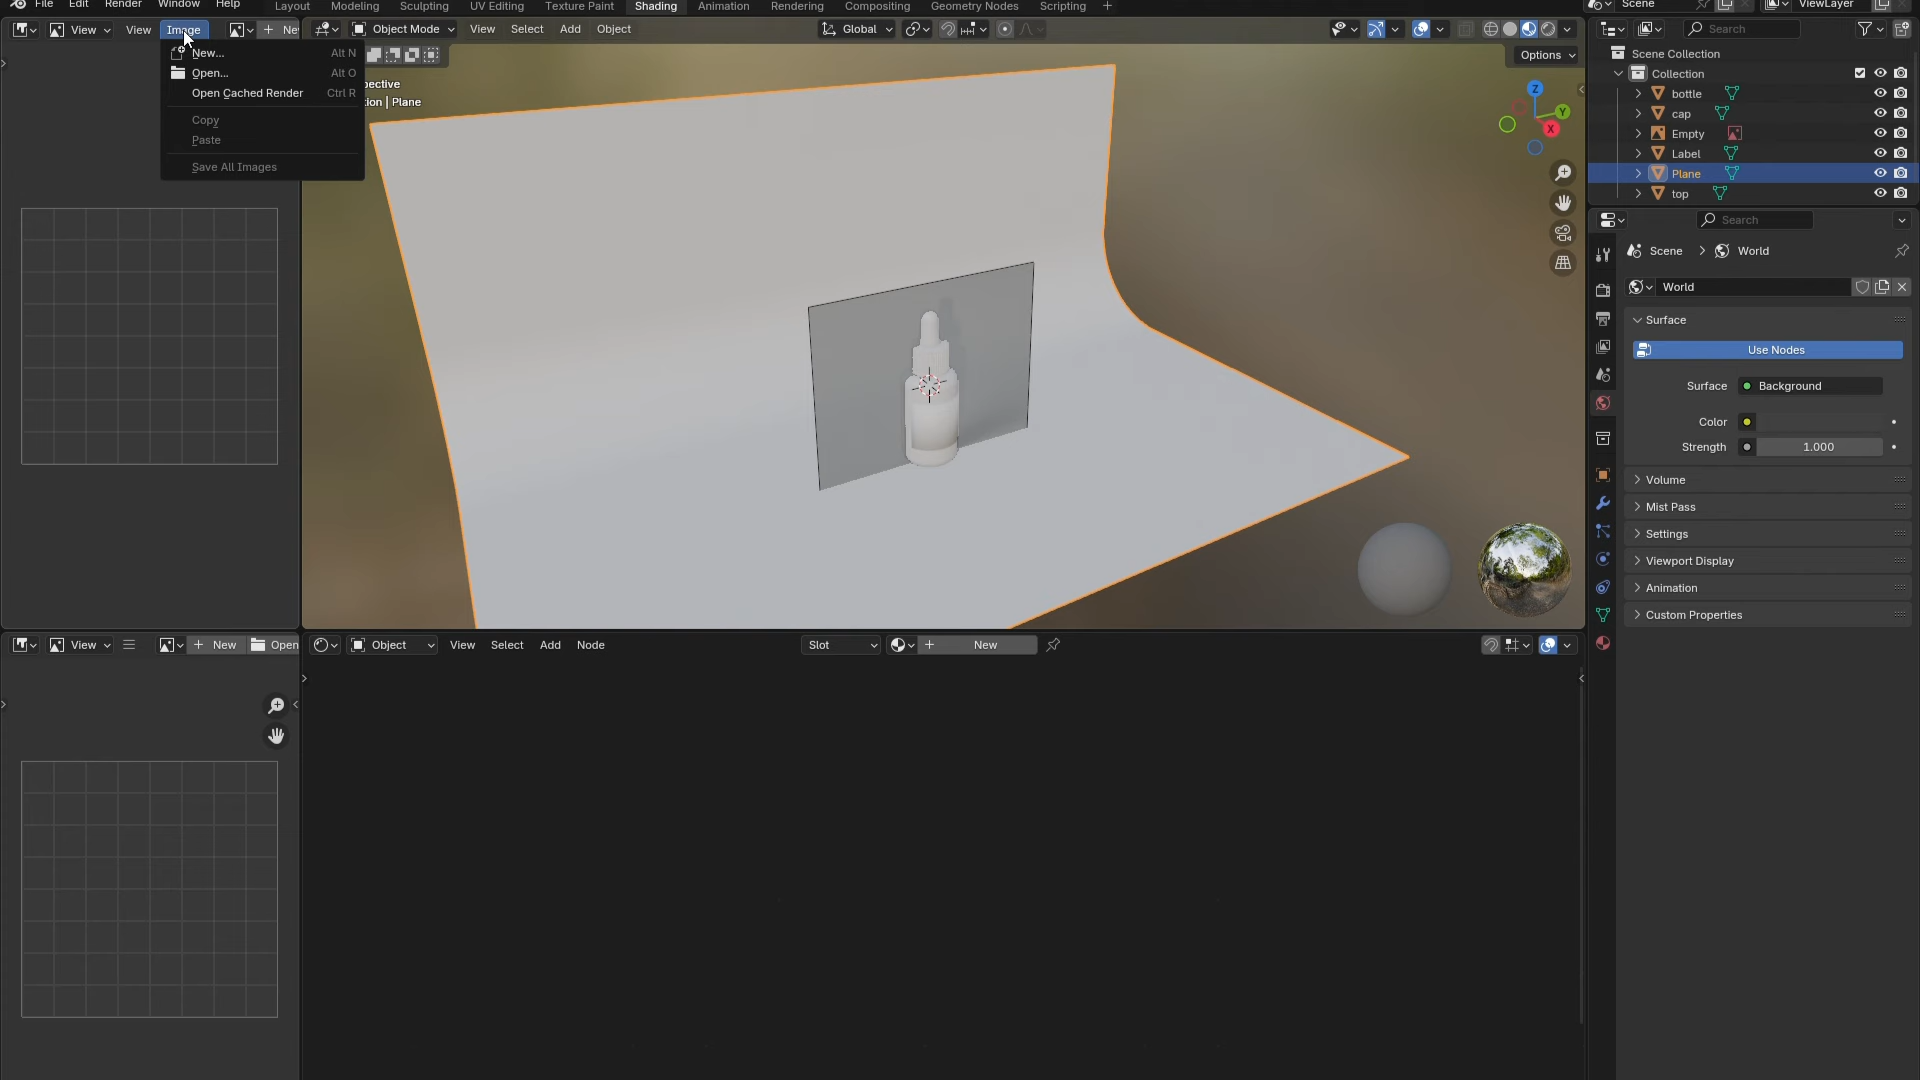 File Edit Render Window Help Layout Modeling Sculpting UV Editing Texture Paint Shading Animation Rendering Compositing Geometry Nodes Scripting + Scene ViewLayer
View View Image Object Mode View Select Add Object Global Search
New... Alt N
Open... Alt O
Open Cached Render Ctrl R
Copy
Paste
Save All Images
Options
Plane
Z
Y
X
Scene Collection
Collection
bottle
cap
Empty
Label
Plane
top
Search
Scene World
World
Surface
Use Nodes
Surface Background
Color
Strength 1.000
Volume
Mist Pass
Settings
Viewport Display
Animation
Custom Properties
View New Open Object View Select Add Node Slot New